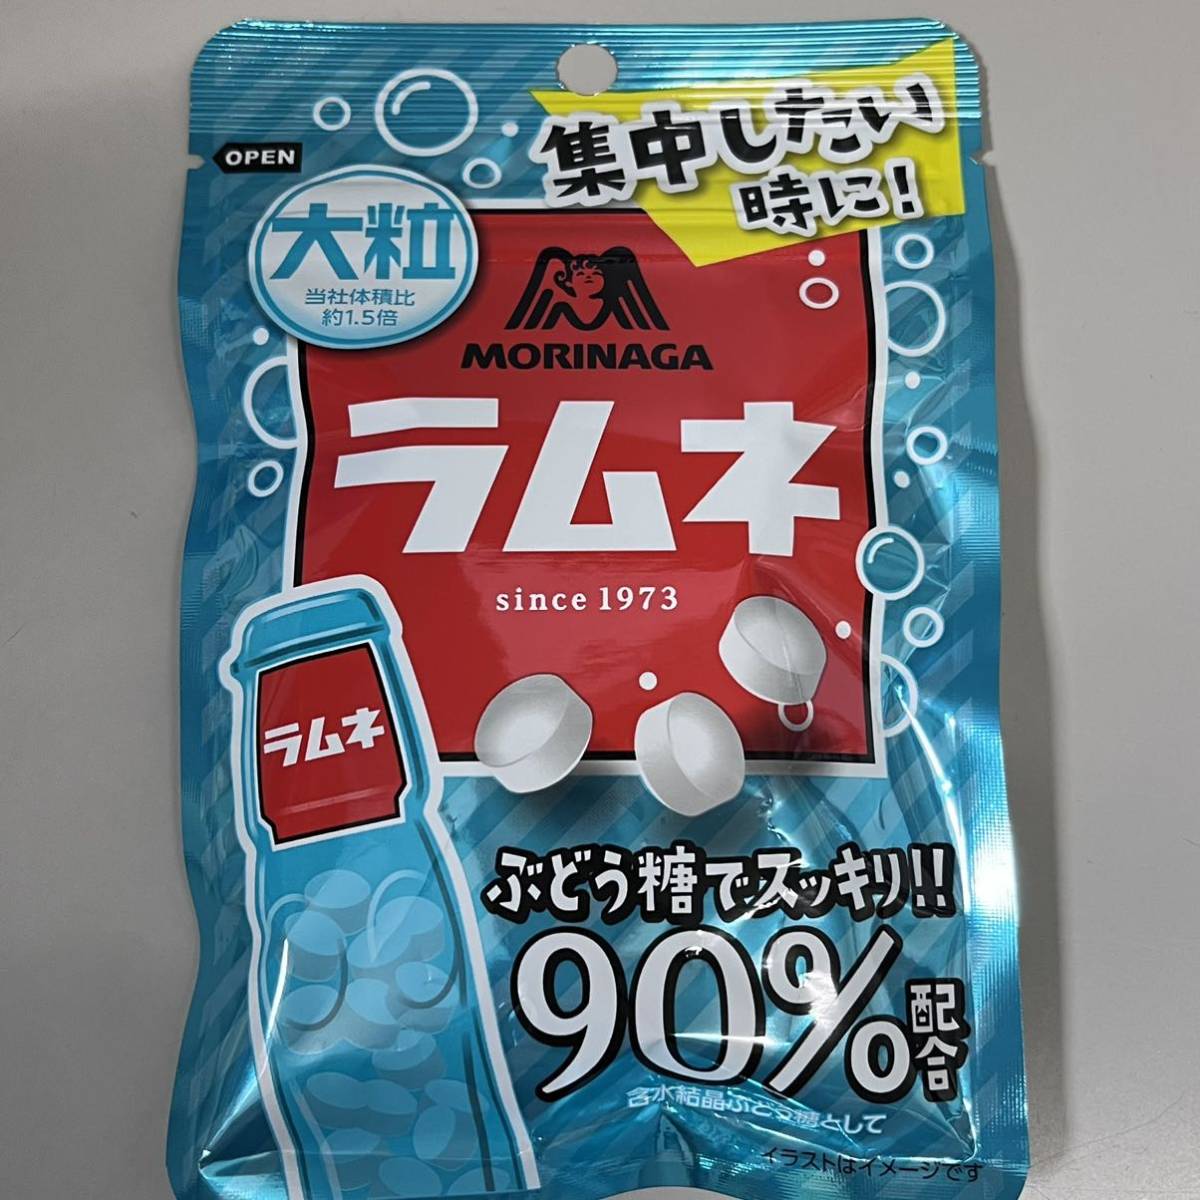 集中したい
時に!
OPEN
大粒
当社体積比
約1.5倍
MORINAGA
ラムネ
since 1973
ラムネ
ぶどう糖でスッキリ!!
90%配合
含水結晶ぶどう糖として
イラストはイメージです